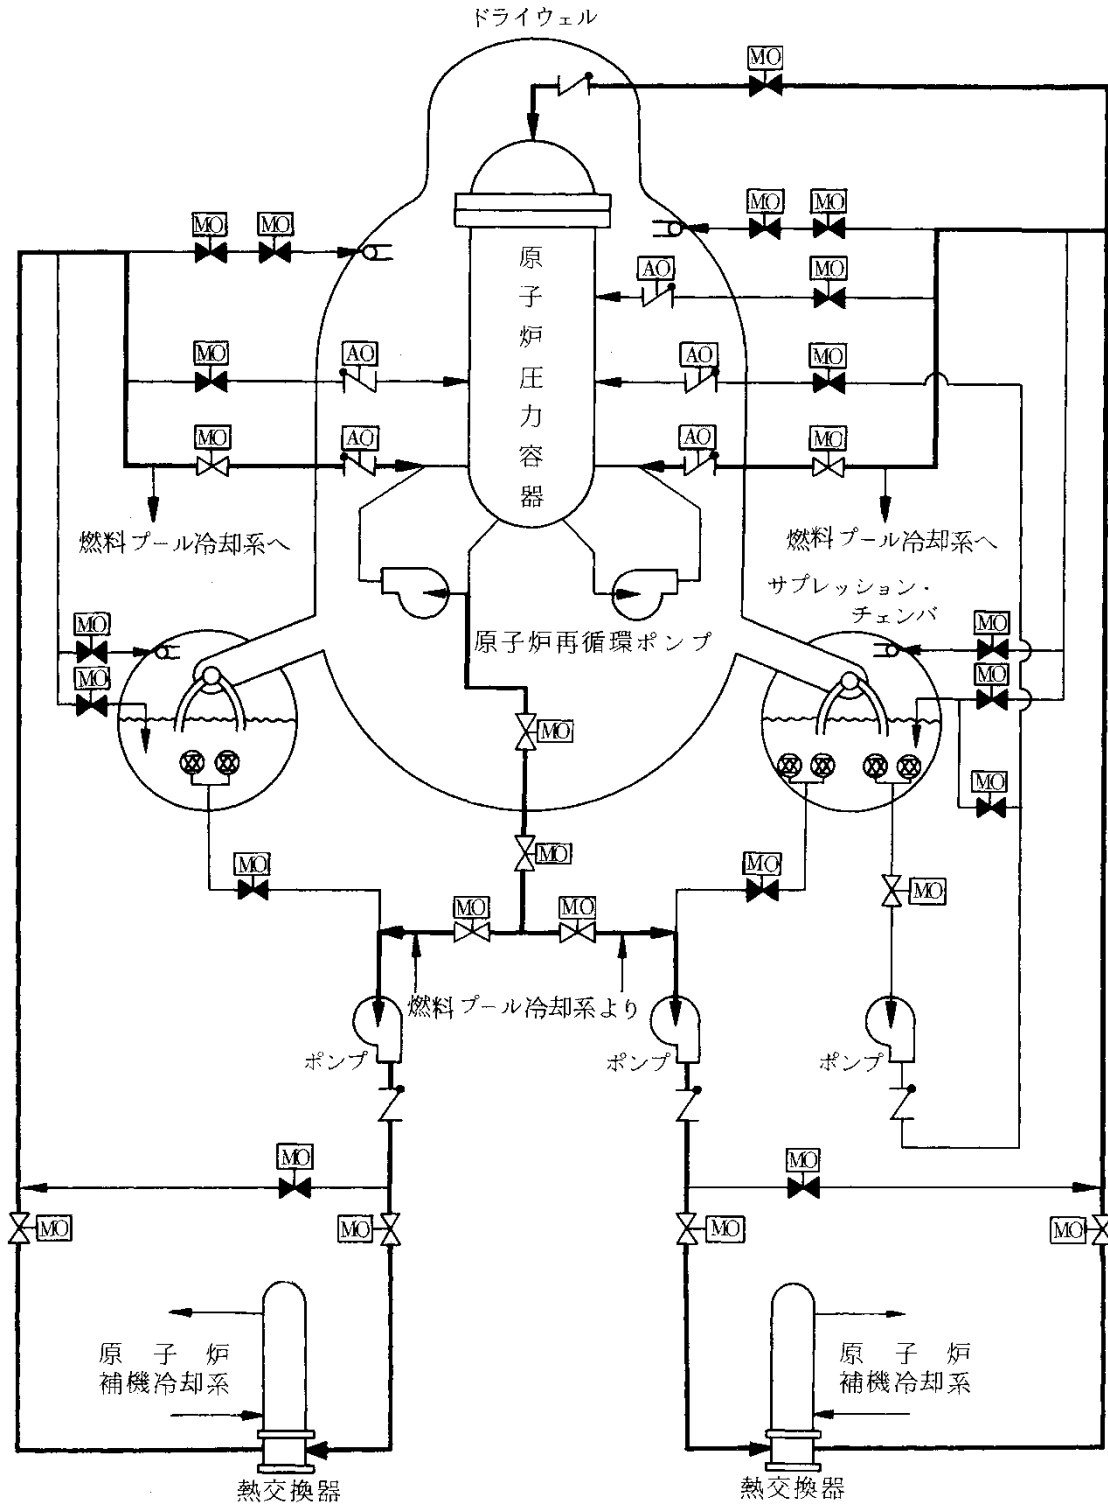 ドライウェル
MO
MO
MO
MO
MO
原
子
炉
圧
力
容
器
AO
MO
MO
AO
AO
MO
MO
AO
AO
MO
燃料プール冷却系へ
燃料プール冷却系へ
サプレッション・
チェンバ
MO
MO
原子炉再循環ポンプ
MO
MO
MO
MO
MO
MO
MO
MO
MO
MO
燃料プール冷却系より
ポンプ
ポンプ
ポンプ
MO
MO
MO
MO
MO
MO
原子炉
補機冷却系
原子炉
補機冷却系
熱交換器
熱交換器